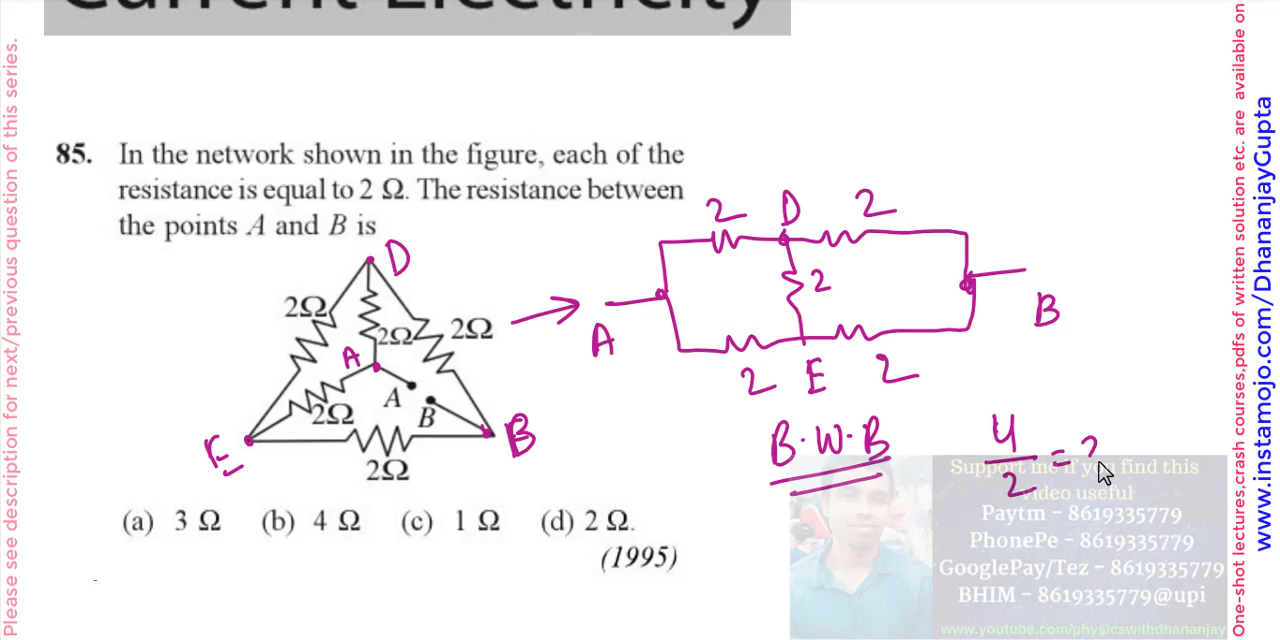 Current Electricity
85. In the network shown in the figure, each of the
resistance is equal to 2 Ω. The resistance between
the points A and B is
D
2Ω
2Ω
2Ω
A
2Ω
A
B
E
B
2Ω
(a) 3 Ω (b) 4 Ω (c) 1 Ω (d) 2 Ω.
(1995)
2 D 2
2
A
B
2 E 2
B.W.B
4/2 = 2
Support me if you find this
video useful
Paytm - 8619335779
PhonePe - 8619335779
GooglePay/Tez - 8619335779
BHIM - 8619335779@upi
www.youtube.com/physicswithdhananjay
Please see description for next/previous question of this series.
One-shot lectures,crash courses,pdfs of written solution etc. are available on
www.instamojo.com/DhananjayGupta